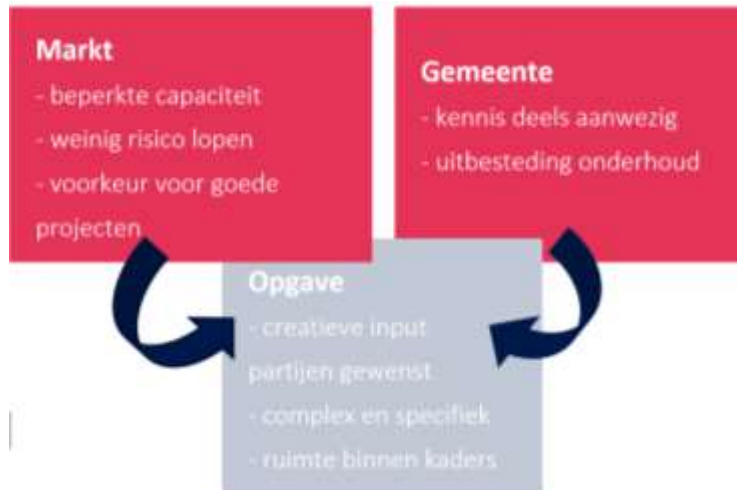 Markt
- beperkte capaciteit
- weinig risico lopen
- voorkeur voor goede
projecten
Gemeente
- kennis deels aanwezig
- uitbesteding onderhoud
Opgave
- creatieve input
partijen gewenst
- complex en specifiek
- ruimte binnen kaders